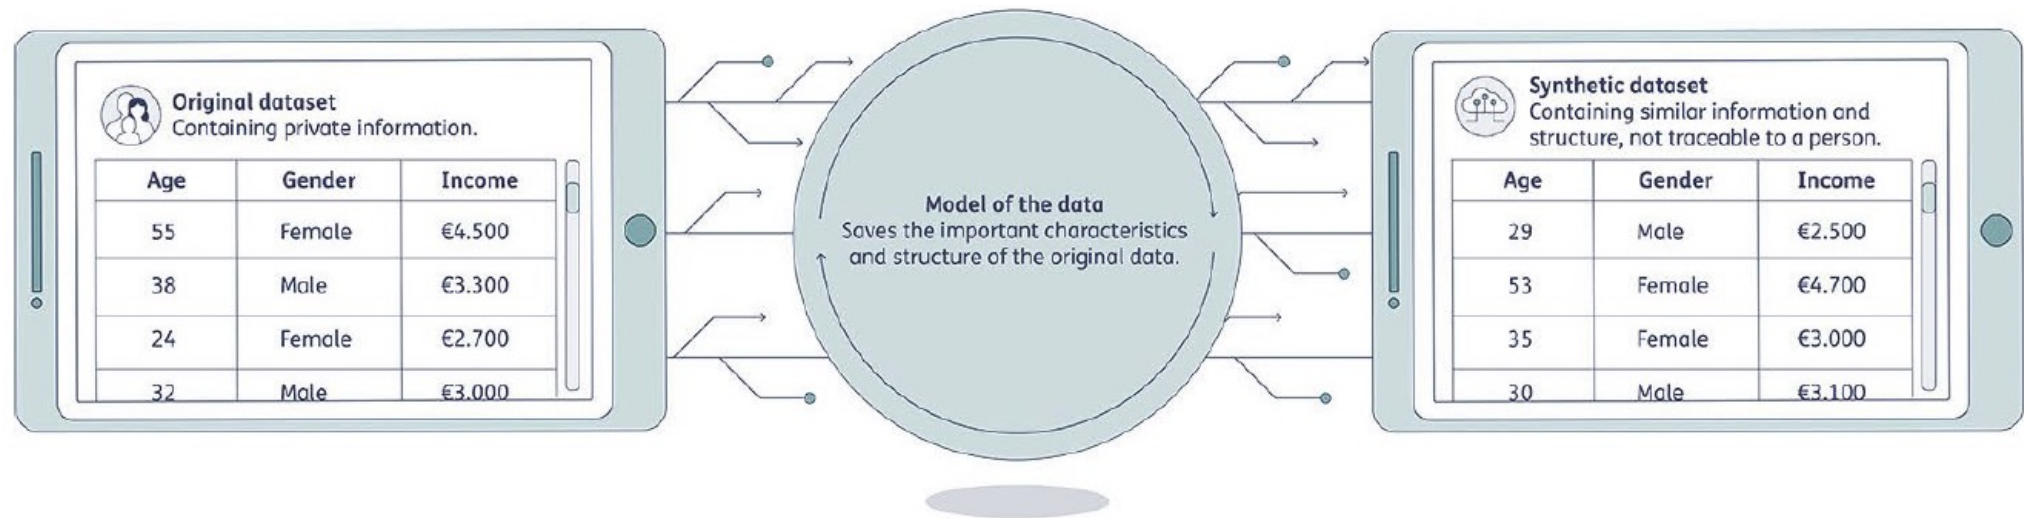 Original dataset
Containing private information.
Age Gender Income
55 Female €4.500
38 Male €3.300
24 Female €2.700
32 Male €3.000
Model of the data
Saves the important characteristics
and structure of the original data.
Synthetic dataset
Containing similar information and
structure, not traceable to a person.
Age Gender Income
29 Male €2.500
53 Female €4.700
35 Female €3.000
30 Male €3.100